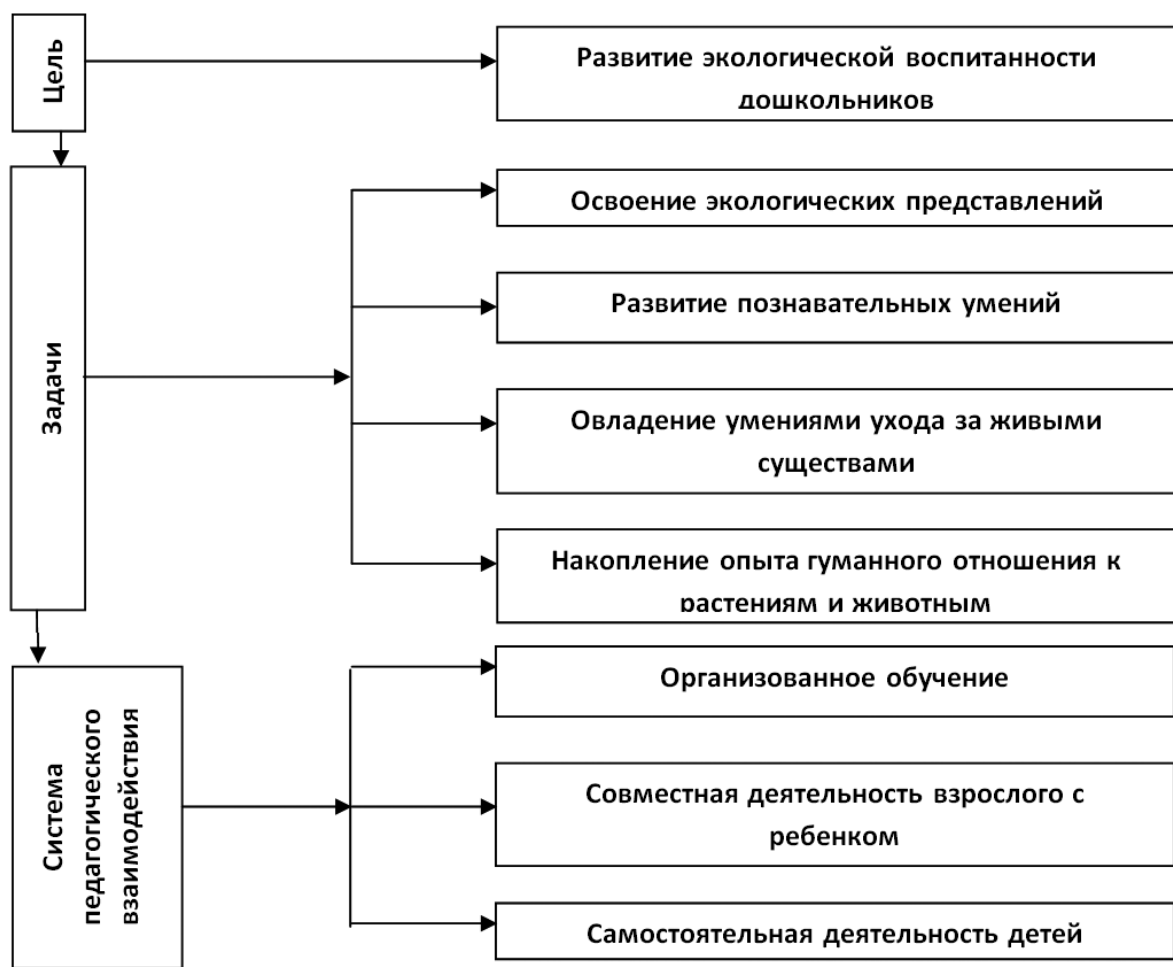 Цель
Развитие экологической воспитанности
дошкольников
Задачи
Освоение экологических представлений
Развитие познавательных умений
Овладение умениями ухода за живыми
существами
Накопление опыта гуманного отношения к
растениям и животным
Система
педагогического
взаимодействия
Организованное обучение
Совместная деятельность взрослого с
ребенком
Самостоятельная деятельность детей